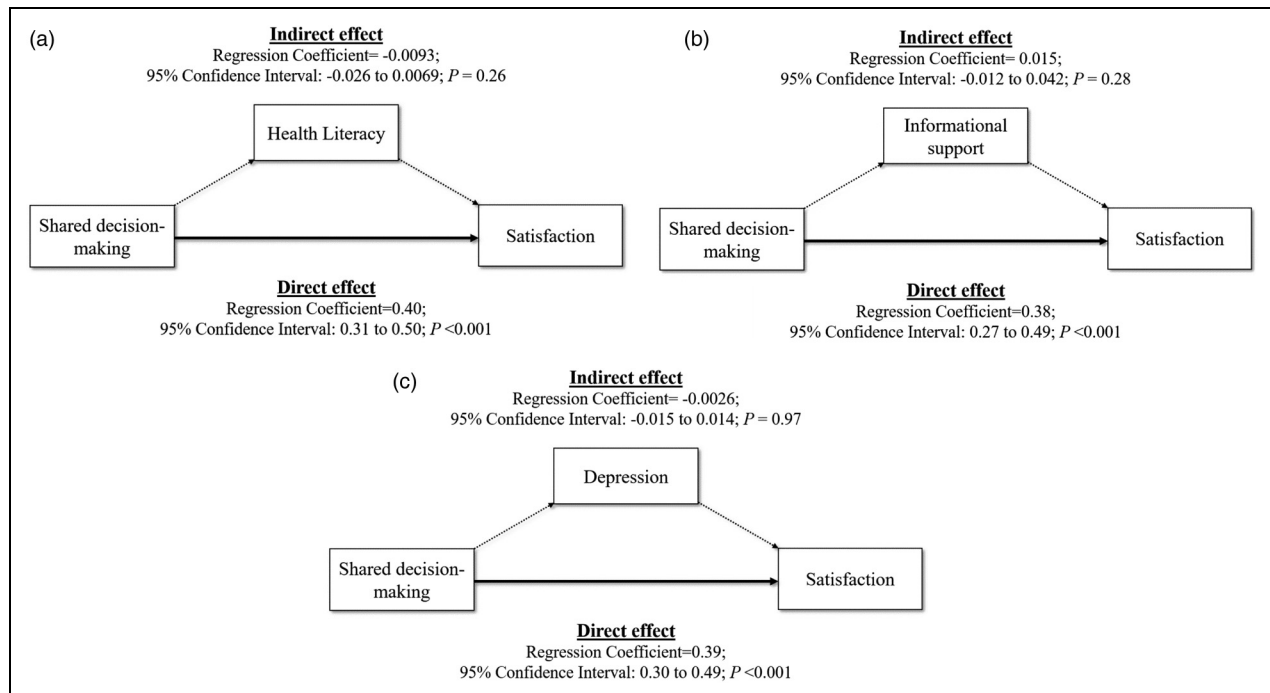 (a)
Indirect effect
Regression Coefficient= -0.0093;
95% Confidence Interval: -0.026 to 0.0069; P = 0.26
Health Literacy
Shared decision-
making
Satisfaction
Direct effect
Regression Coefficient=0.40;
95% Confidence Interval: 0.31 to 0.50; P <0.001
(b)
Indirect effect
Regression Coefficient= 0.015;
95% Confidence Interval: -0.012 to 0.042; P = 0.28
Informational
support
Shared decision-
making
Satisfaction
Direct effect
Regression Coefficient=0.38;
95% Confidence Interval: 0.27 to 0.49; P <0.001
(c)
Indirect effect
Regression Coefficient= -0.0026;
95% Confidence Interval: -0.015 to 0.014; P = 0.97
Depression
Shared decision-
making
Satisfaction
Direct effect
Regression Coefficient=0.39;
95% Confidence Interval: 0.30 to 0.49; P <0.001